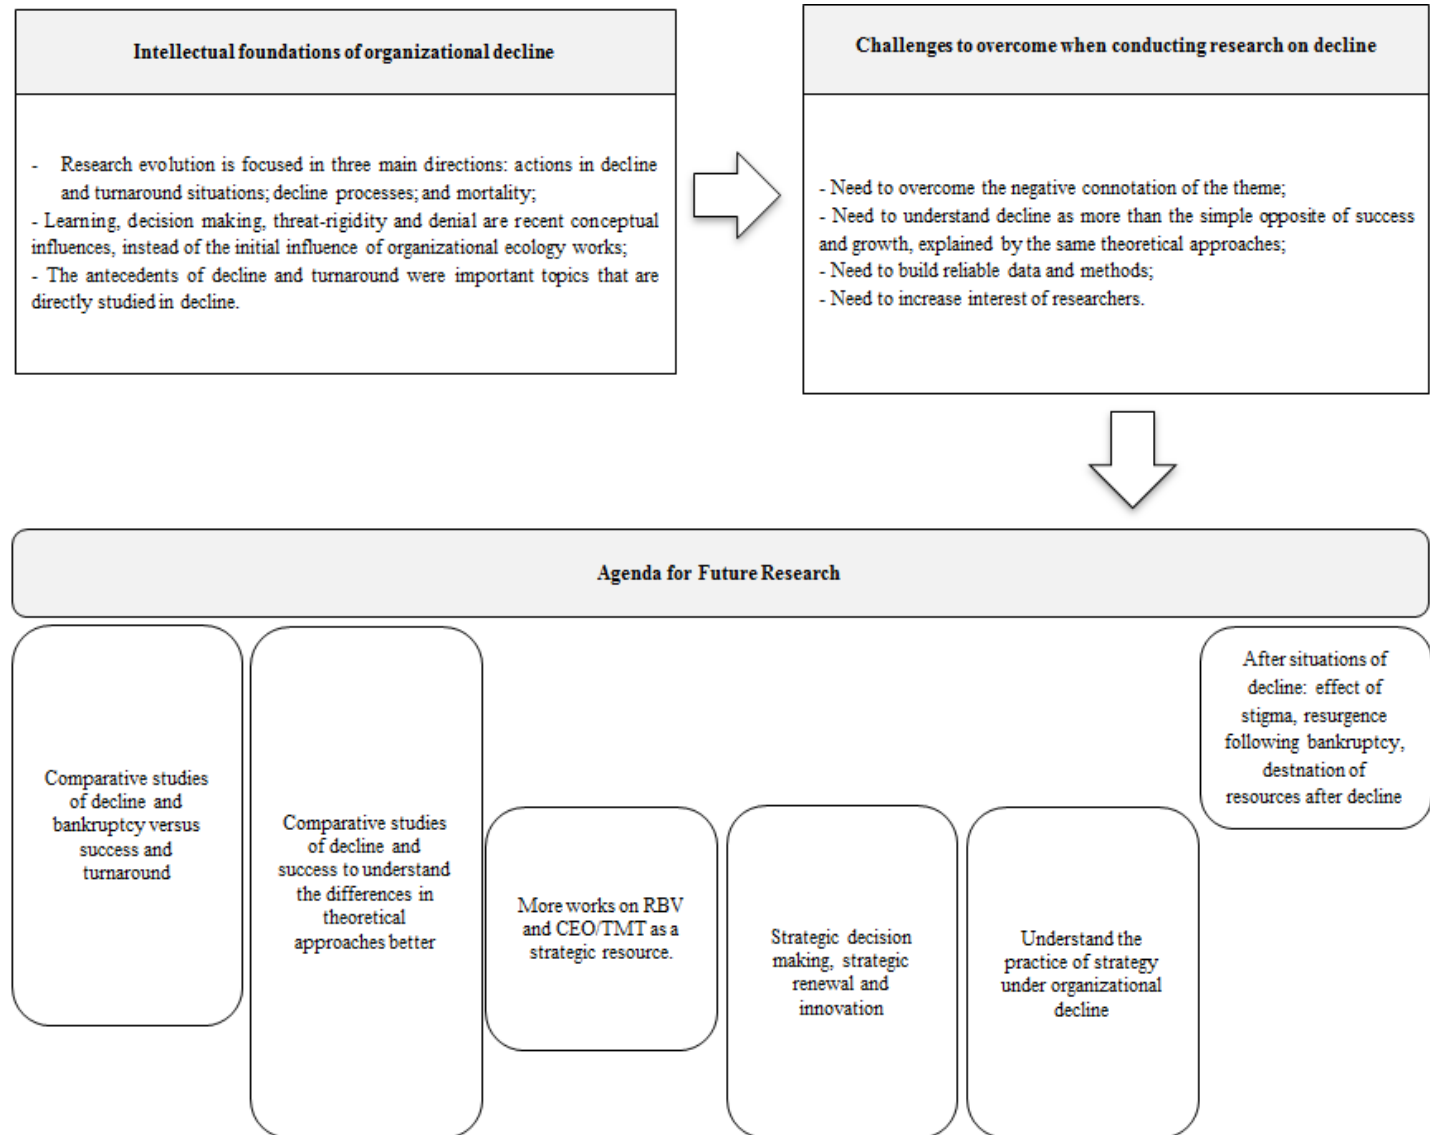 Intellectual foundations of organizational decline
- Research evolution is focused in three main directions: actions in decline
and turnaround situations; decline processes; and mortality;
- Learning, decision making, threat-rigidity and denial are recent conceptual
influences, instead of the initial influence of organizational ecology works;
- The antecedents of decline and turnaround were important topics that are
directly studied in decline.
Challenges to overcome when conducting research on decline
- Need to overcome the negative connotation of the theme;
- Need to understand decline as more than the simple opposite of success
and growth, explained by the same theoretical approaches;
- Need to build reliable data and methods;
- Need to increase interest of researchers.
Agenda for Future Research
Comparative studies
of decline and
bankruptcy versus
success and
turnaround
Comparative studies
of decline and
success to understand
the differences in
theoretical
approaches better
More works on RBV
and CEO/TMT as a
strategic resource.
Strategic decision
making, strategic
renewal and
innovation
Understand the
practice of strategy
under organizational
decline
After situations of
decline: effect of
stigma, resurgence
following bankruptcy,
destnation of
resources after decline